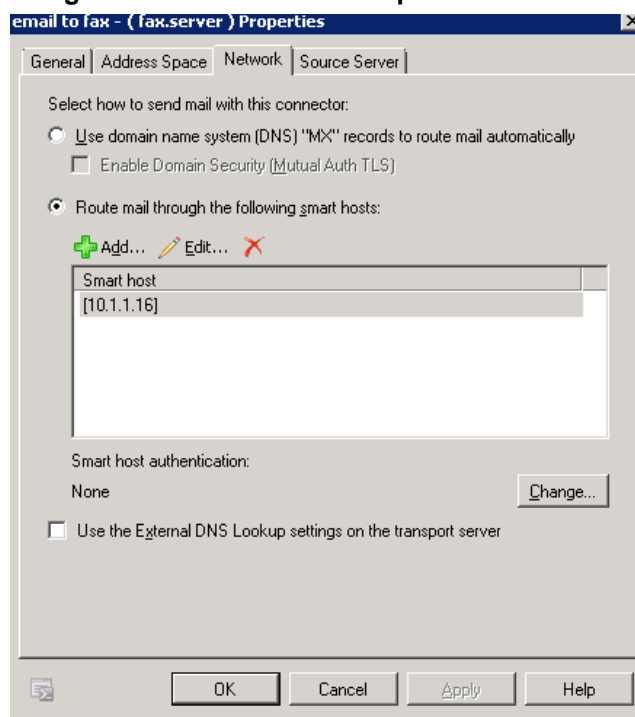 email to fax - ( fax.server ) Properties
General Address Space Network Source Server
Select how to send mail with this connector:
Use domain name system (DNS) "MX" records to route mail automatically
Enable Domain Security (Mutual Auth TLS)
Route mail through the following smart hosts:
Add... Edit...
Smart host
[10.1.1.16]
Smart host authentication:
None Change...
Use the External DNS Lookup settings on the transport server
OK Cancel Apply Help